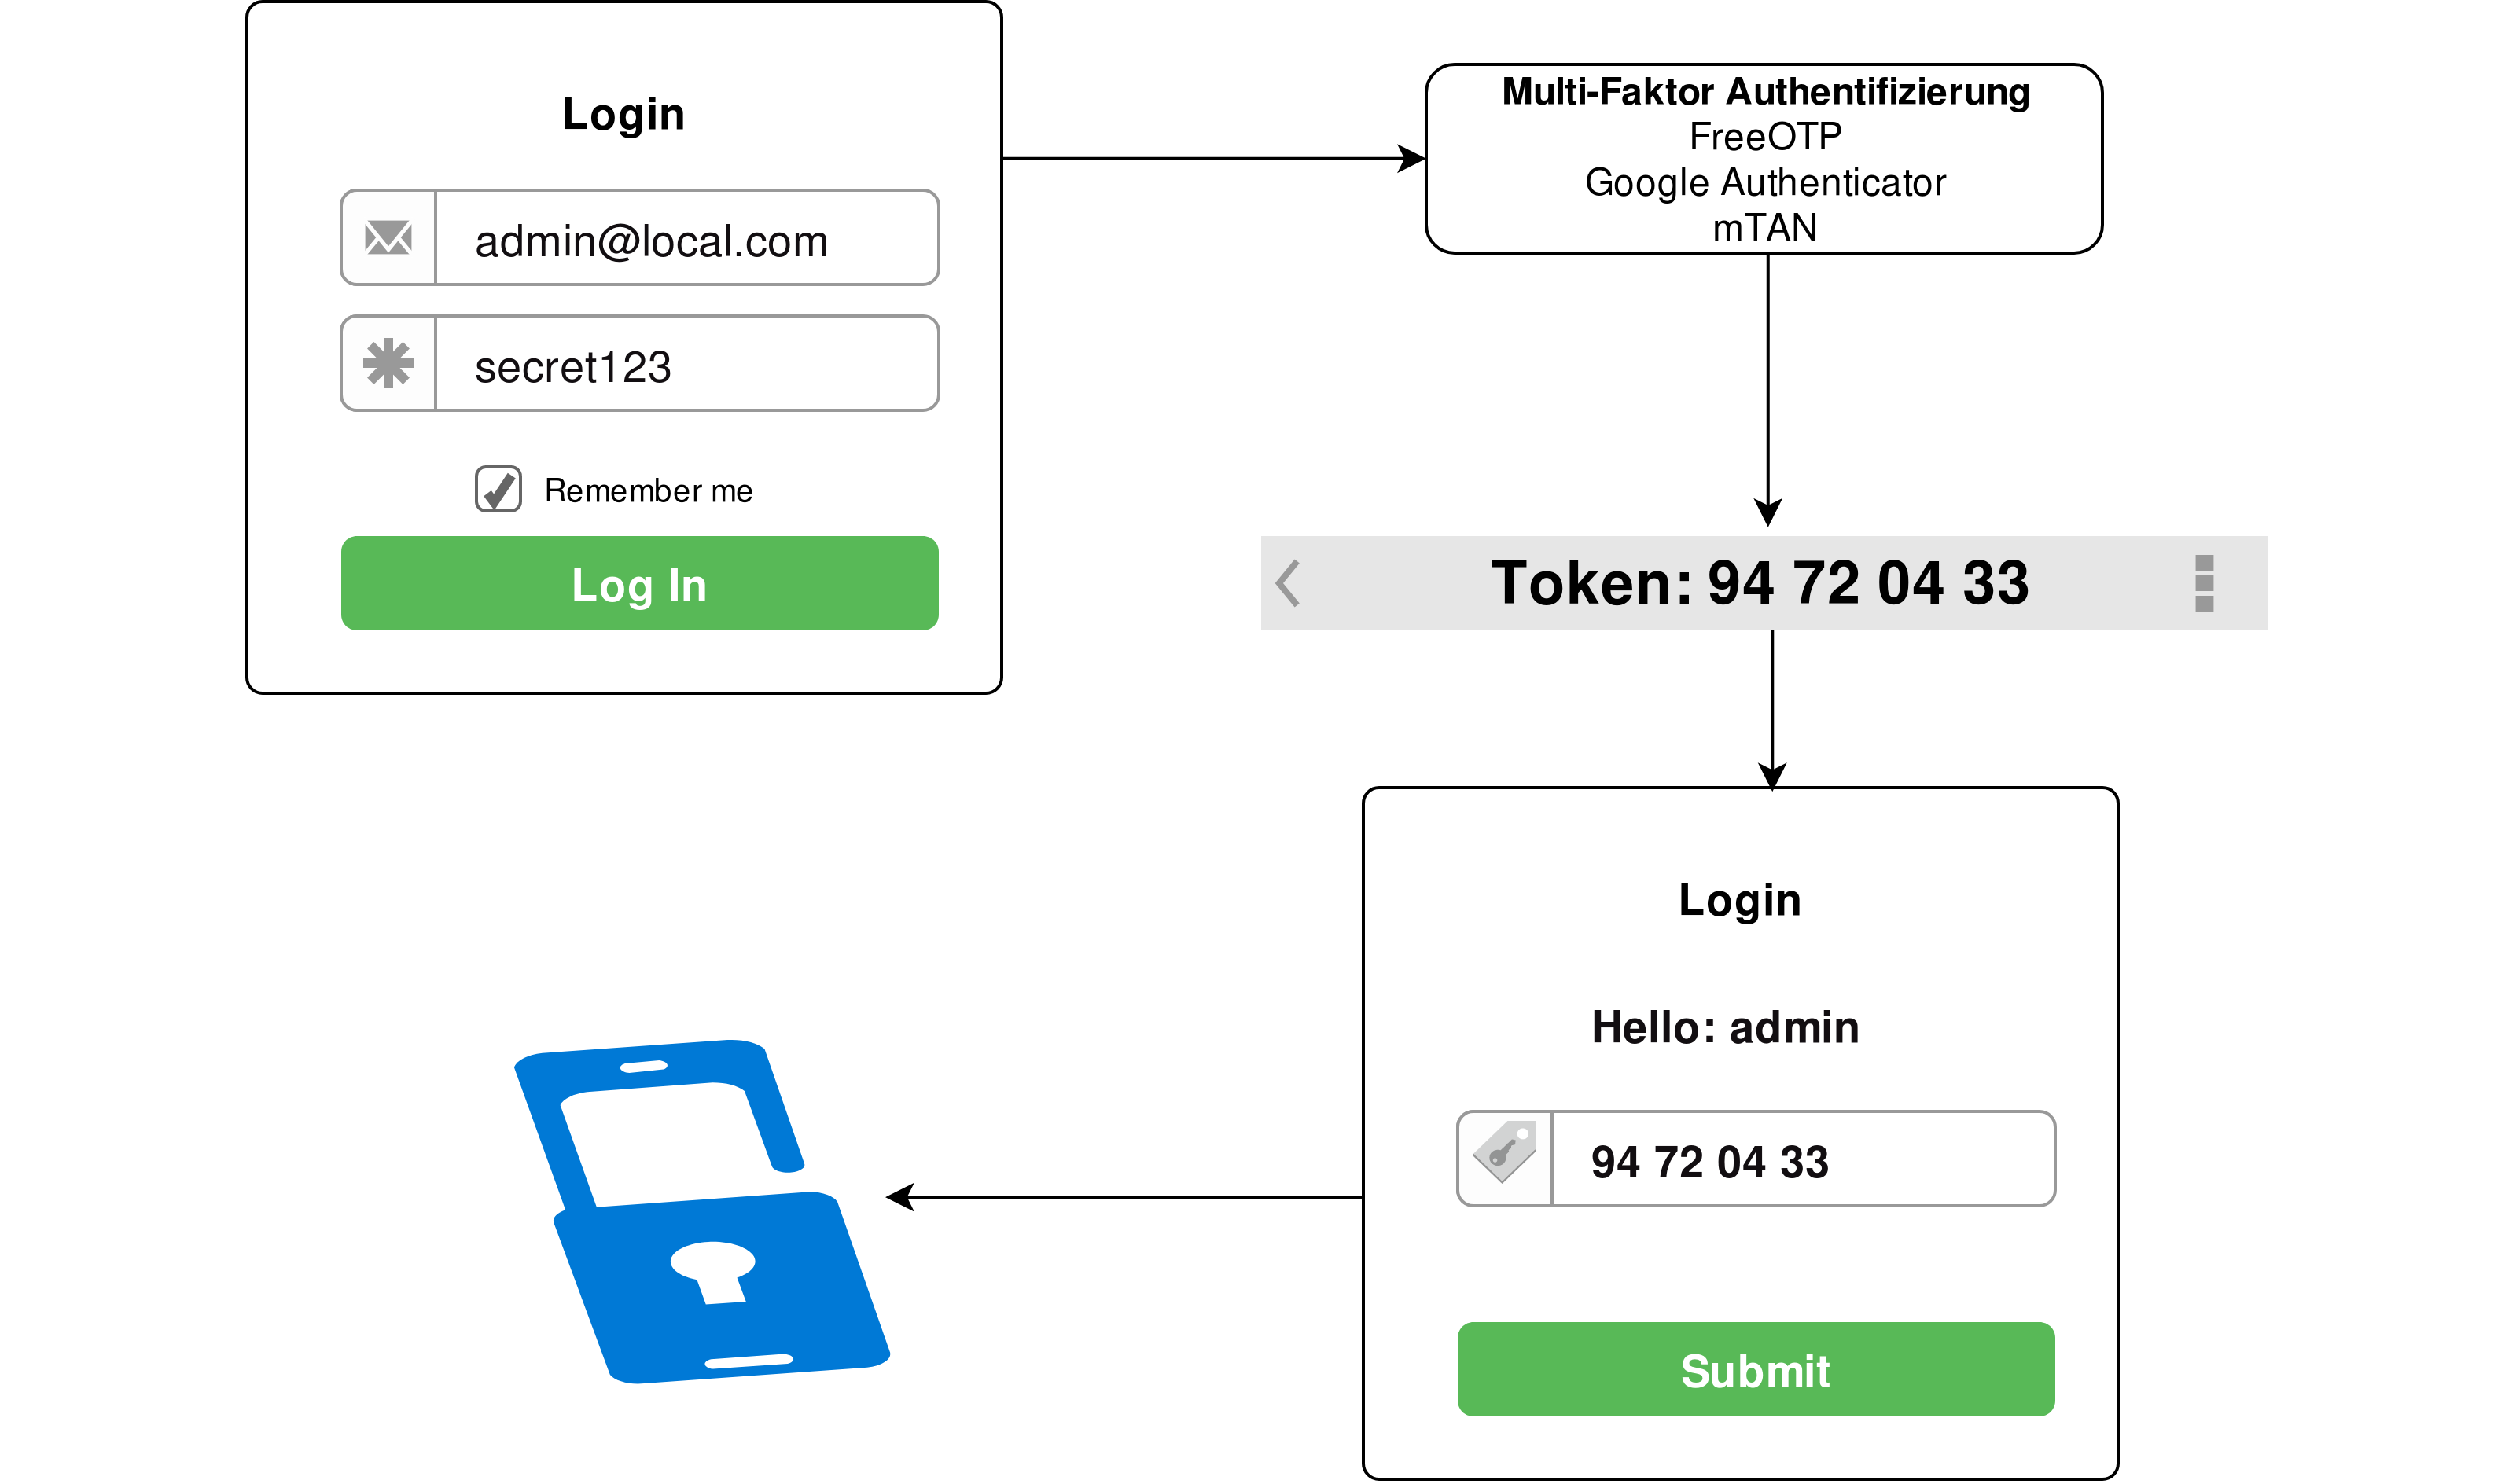 Login
admin@local.com
secret123
Remember me
Log In
Multi-Faktor Authentifizierung
FreeOTP
Google Authenticator
mTAN
Token: 94 72 04 33
Login
Hello: admin
94 72 04 33
Submit